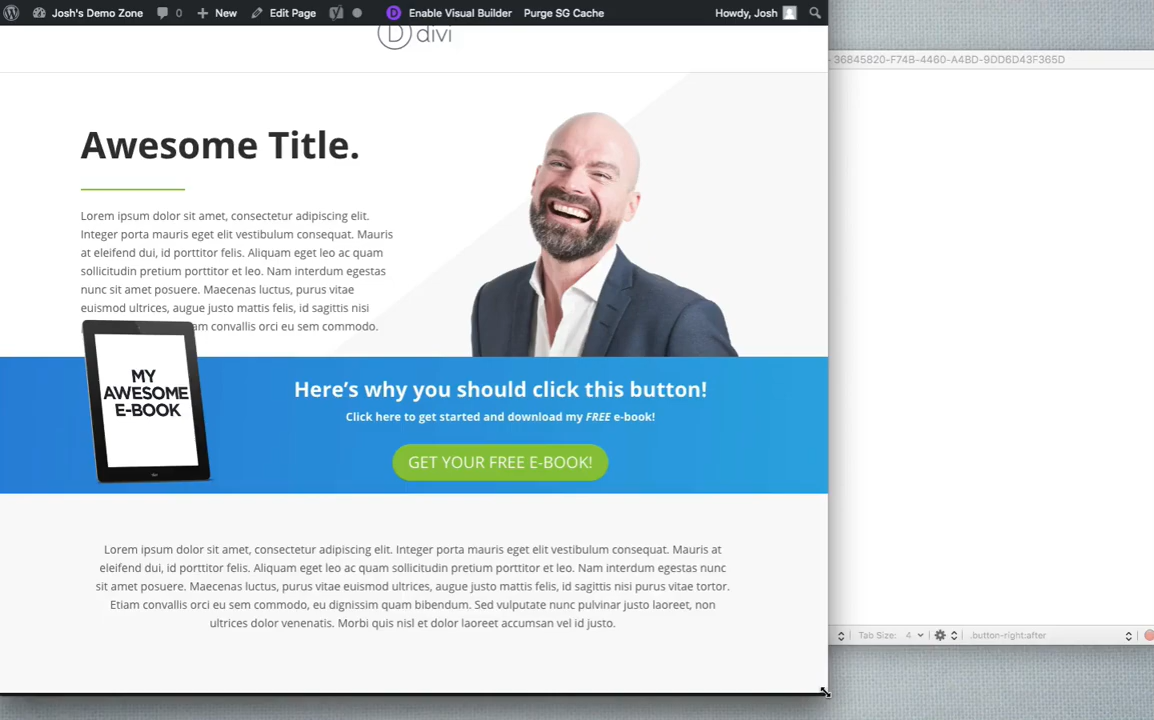 Josh's Demo Zone 0 New Edit Page Enable Visual Builder Purge SG Cache Howdy, Josh
divi
36845820-F74B-4460-A4BD-9DD6D43F365D
Awesome Title.
Lorem ipsum dolor sit amet, consectetur adipiscing elit.
Integer porta mauris eget elit vestibulum consequat. Mauris
at eleifend dui, id porttitor felis. Aliquam eget leo ac quam
sollicitudin pretium porttitor et leo. Nam interdum egestas
nunc sit amet posuere. Maecenas luctus, purus vitae
euismod ultrices, augue justo mattis felis, id sagittis nisi
am convallis orci eu sem commodo.
MY
AWESOME
E-BOOK
Here's why you should click this button!
Click here to get started and download my FREE e-book!
GET YOUR FREE E-BOOK!
Lorem ipsum dolor sit amet, consectetur adipiscing elit. Integer porta mauris eget elit vestibulum consequat. Mauris at
eleifend dui, id porttitor felis. Aliquam eget leo ac quam sollicitudin pretium porttitor et leo. Nam interdum egestas nunc
sit amet posuere. Maecenas luctus, purus vitae euismod ultrices, augue justo mattis felis, id sagittis nisi purus vitae tortor.
Etiam convallis orci eu sem commodo, eu dignissim quam bibendum. Sed vulputate nunc pulvinar justo laoreet, non
ultrices dolor venenatis. Morbi quis nisl et dolor laoreet accumsan vel id justo.
Tab Size: 4 .button-right:after